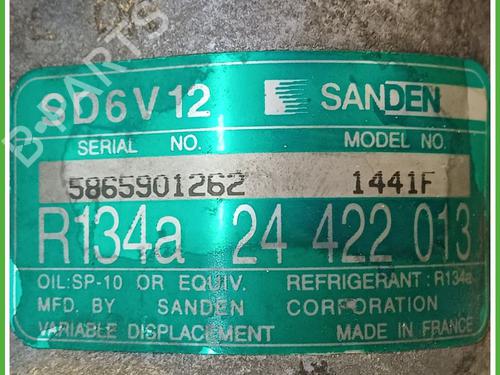 SD6V12 SANDEN
SERIAL NO. MODEL NO.
5865901262 1441F
R134a 24 422 013
OIL:SP-10 OR EQUIV. REFRIGERANT:R134a
MFD. BY SANDEN CORPORATION
VARIABLE DISPLACEMENT MADE IN FRANCE
B-PARTS